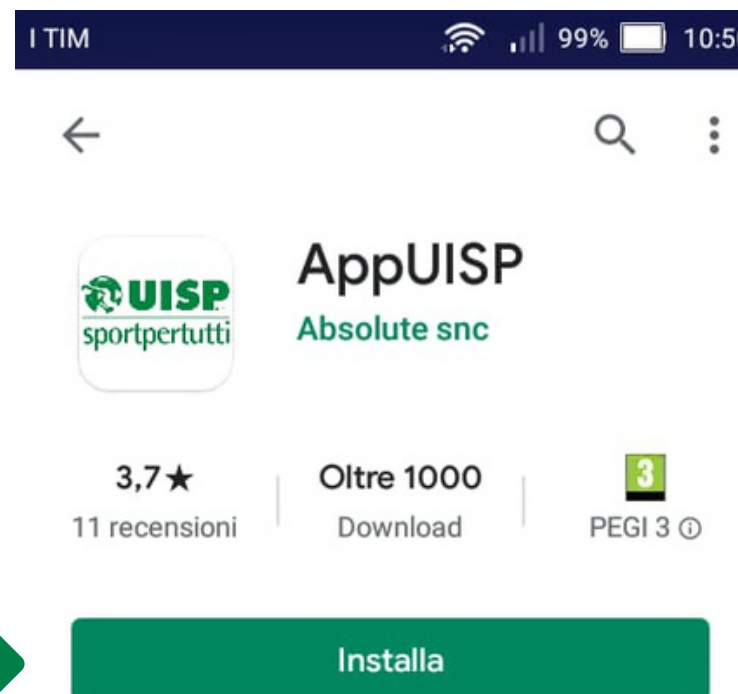 I TIM 99% 10:50
AppUISP
UISP
sportpertutti
Absolute snc
3,7★ Oltre 1000 3
11 recensioni Download PEGI 3
Installa